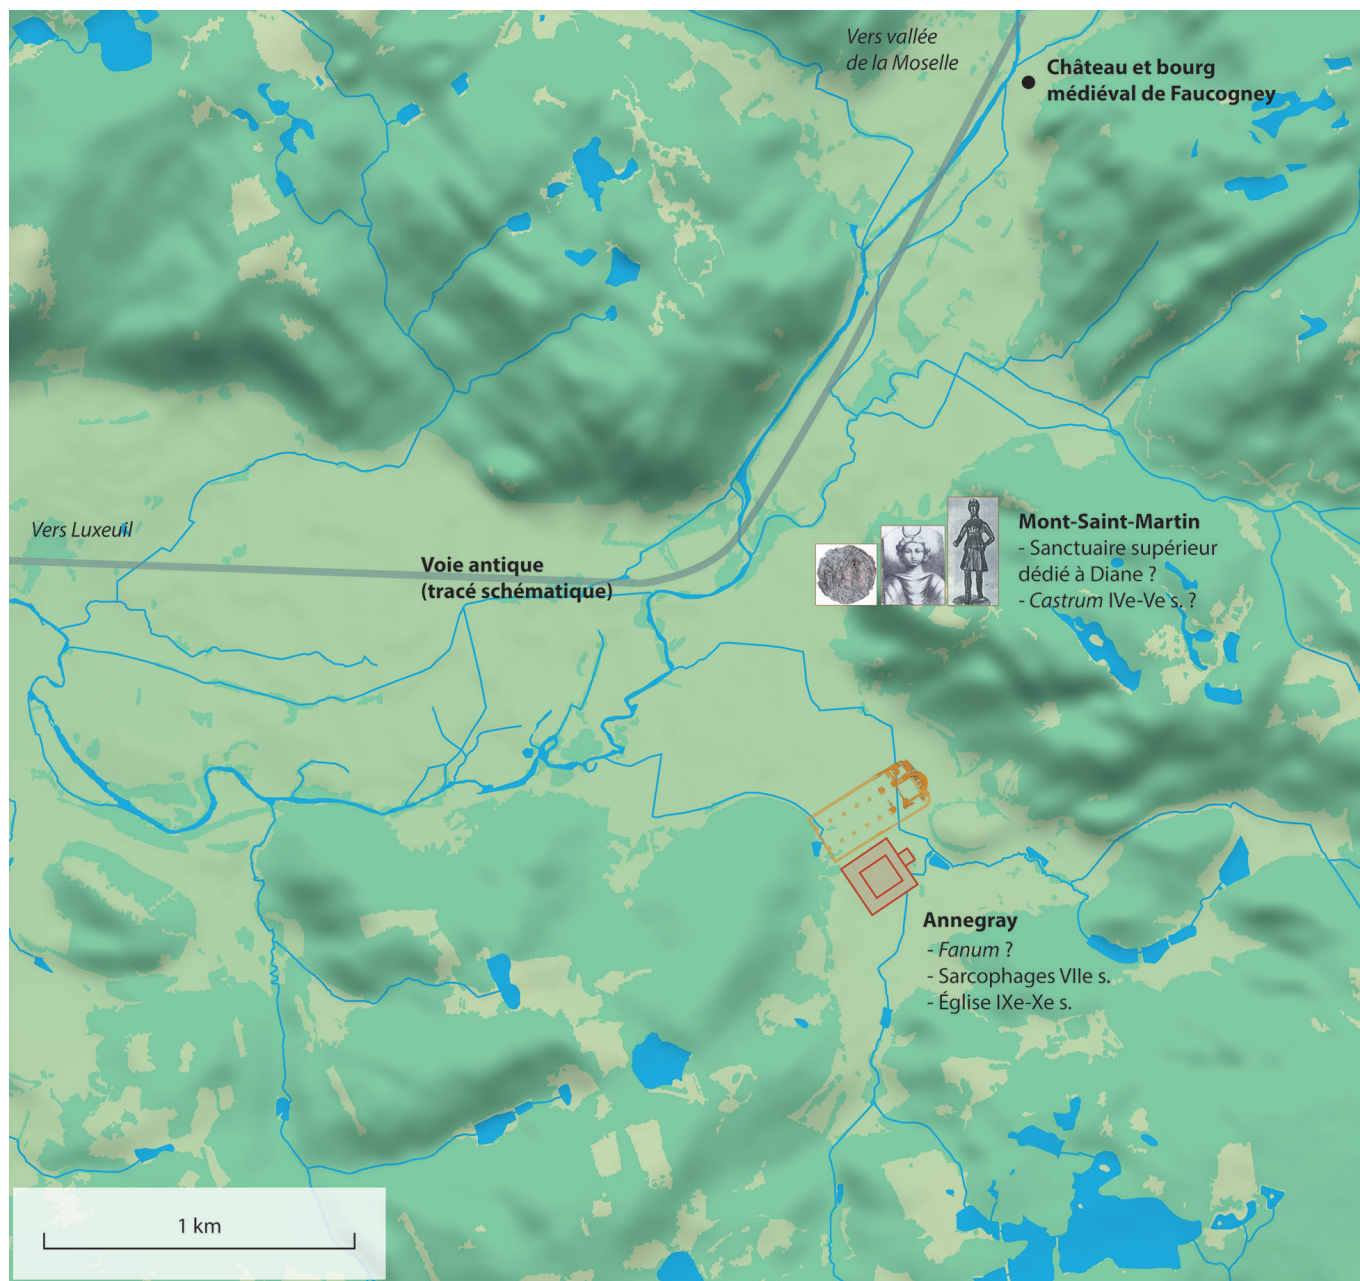 Vers vallée
de la Moselle
Château et bourg
médiéval de Faucogney
Vers Luxeuil
Voie antique
(tracé schématique)
Mont-Saint-Martin
- Sanctuaire supérieur
dédié à Diane ?
- Castrum IVe-Ve s. ?
Annegray
- Fanum ?
- Sarcophages VIIe s.
- Église IXe-Xe s.
1 km